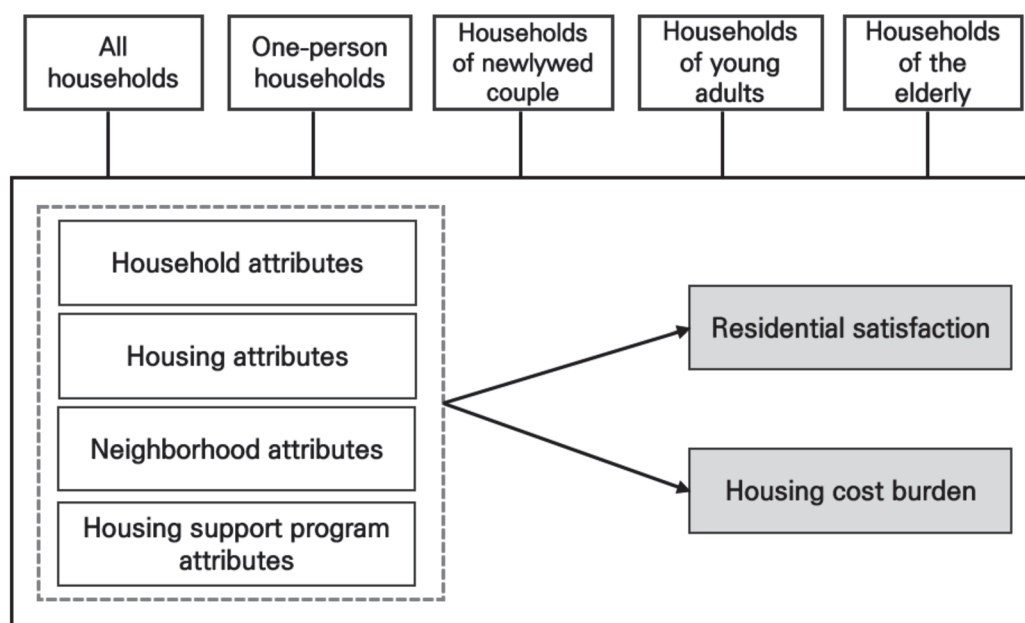 All
households
One-person
households
Households
of newlywed
couple
Households
of young
adults
Households
of the
elderly
Household attributes
Housing attributes
Neighborhood attributes
Housing support program
attributes
Residential satisfaction
Housing cost burden